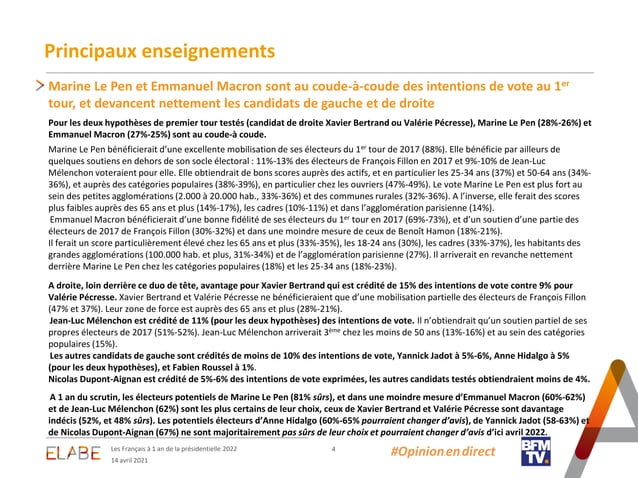 Principaux enseignements
Marine Le Pen et Emmanuel Macron sont au coude-à-coude des intentions de vote au 1er
tour, et devancent nettement les candidats de gauche et de droite
Pour les deux hypothèses de premier tour testés (candidat de droite Xavier Bertrand ou Valérie Pécresse), Marine Le Pen (28%-26%) et
Emmanuel Macron (27%-25%) sont au coude à coude.
Marine Le Pen bénéficierait d'une excellente mobilisation de ses électeurs du 1er tour de 2017 (88%). Elle bénéficie par ailleurs de
quelques soutiens en dehors de son socle électoral : 11%-13% des électeurs de François Fillon en 2017 et 9%-10% de Jean-Luc
Mélenchon voteraient pour elle. Elle obtiendrait de bons scores auprès des actifs, et en particulier les 25-34 ans (37%) et 50-64 ans (34%-
36%), et auprès des catégories populaires (38%-39%), en particulier chez les ouvriers (47%-49%). Le vote Marine Le Pen est plus fort au
sein des petites agglomérations (2.000 à 20.000 hab., 33%-36%) et des communes rurales (32%-36%). A l'inverse, elle ferait des scores
plus faibles auprès des 65 ans et plus (14%-17%), les cadres (10%-11%) et dans l'agglomération parisienne (14%).
Emmanuel Macron bénéficierait d'une bonne fidélité de ses électeurs du 1er tour en 2017 (69%-73%), et d'un soutien d'une partie des
électeurs de 2017 de François Fillon (30%-32%) et dans une moindre mesure de ceux de Benoît Hamon (18%-21%).
Il ferait un score particulièrement élevé chez les 65 ans et plus (33%-35%), les 18-24 ans (30%), les cadres (33%-37%), les habitants des
grandes agglomérations (100.000 hab. et plus, 31%-34%) et de l'agglomération parisienne (27%). Il arriverait en revanche nettement
derrière Marine Le Pen chez les catégories populaires (18%) et les 25-34 ans (18%-23%).
A droite, loin derrière ce duo de tête, avantage pour Xavier Bertrand qui est crédité de 15% des intentions de vote contre 9% pour
Valérie Pécresse. Xavier Bertrand et Valérie Pécresse ne bénéficieraient que d'une mobilisation partielle des électeurs de François Fillon
(47% et 37%). Leur zone de force est auprès des 65 ans et plus (28%-21%).
Jean-Luc Mélenchon est crédité de 11% (pour les deux hypothèses) des intentions de vote. Il n'obtiendrait qu'un soutien partiel de ses
propres électeurs de 2017 (51%-52%). Jean-Luc Mélenchon arriverait 3ème chez les moins de 50 ans (13%-16%) et au sein des catégories
populaires (15%).
Les autres candidats de gauche sont crédités de moins de 10% des intentions de vote, Yannick Jadot à 5%-6%, Anne Hidalgo à 5%
(pour les deux hypothèses), et Fabien Roussel à 1%.
Nicolas Dupont-Aignan est crédité de 5%-6% des intentions de vote exprimées, les autres candidats testés obtiendraient moins de 4%.
A 1 an du scrutin, les électeurs potentiels de Marine Le Pen (81% sûrs), et dans une moindre mesure d'Emmanuel Macron (60%-62%)
et de Jean-Luc Mélenchon (62%) sont les plus certains de leur choix, ceux de Xavier Bertrand et Valérie Pécresse sont davantage
indécis (52%, et 48% sûrs). Les potentiels électeurs d'Anne Hidalgo (60%-65% pourraient changer d'avis), de Yannick Jadot (58-63%) et
de Nicolas Dupont-Aignan (67%) ne sont majoritairement pas sûrs de leur choix et pourraient changer d'avis d'ici avril 2022.
ELABE
Les Français à 1 an de la présidentielle 2022
4
14 avril 2021
#Opinion en direct
BFM
TV.